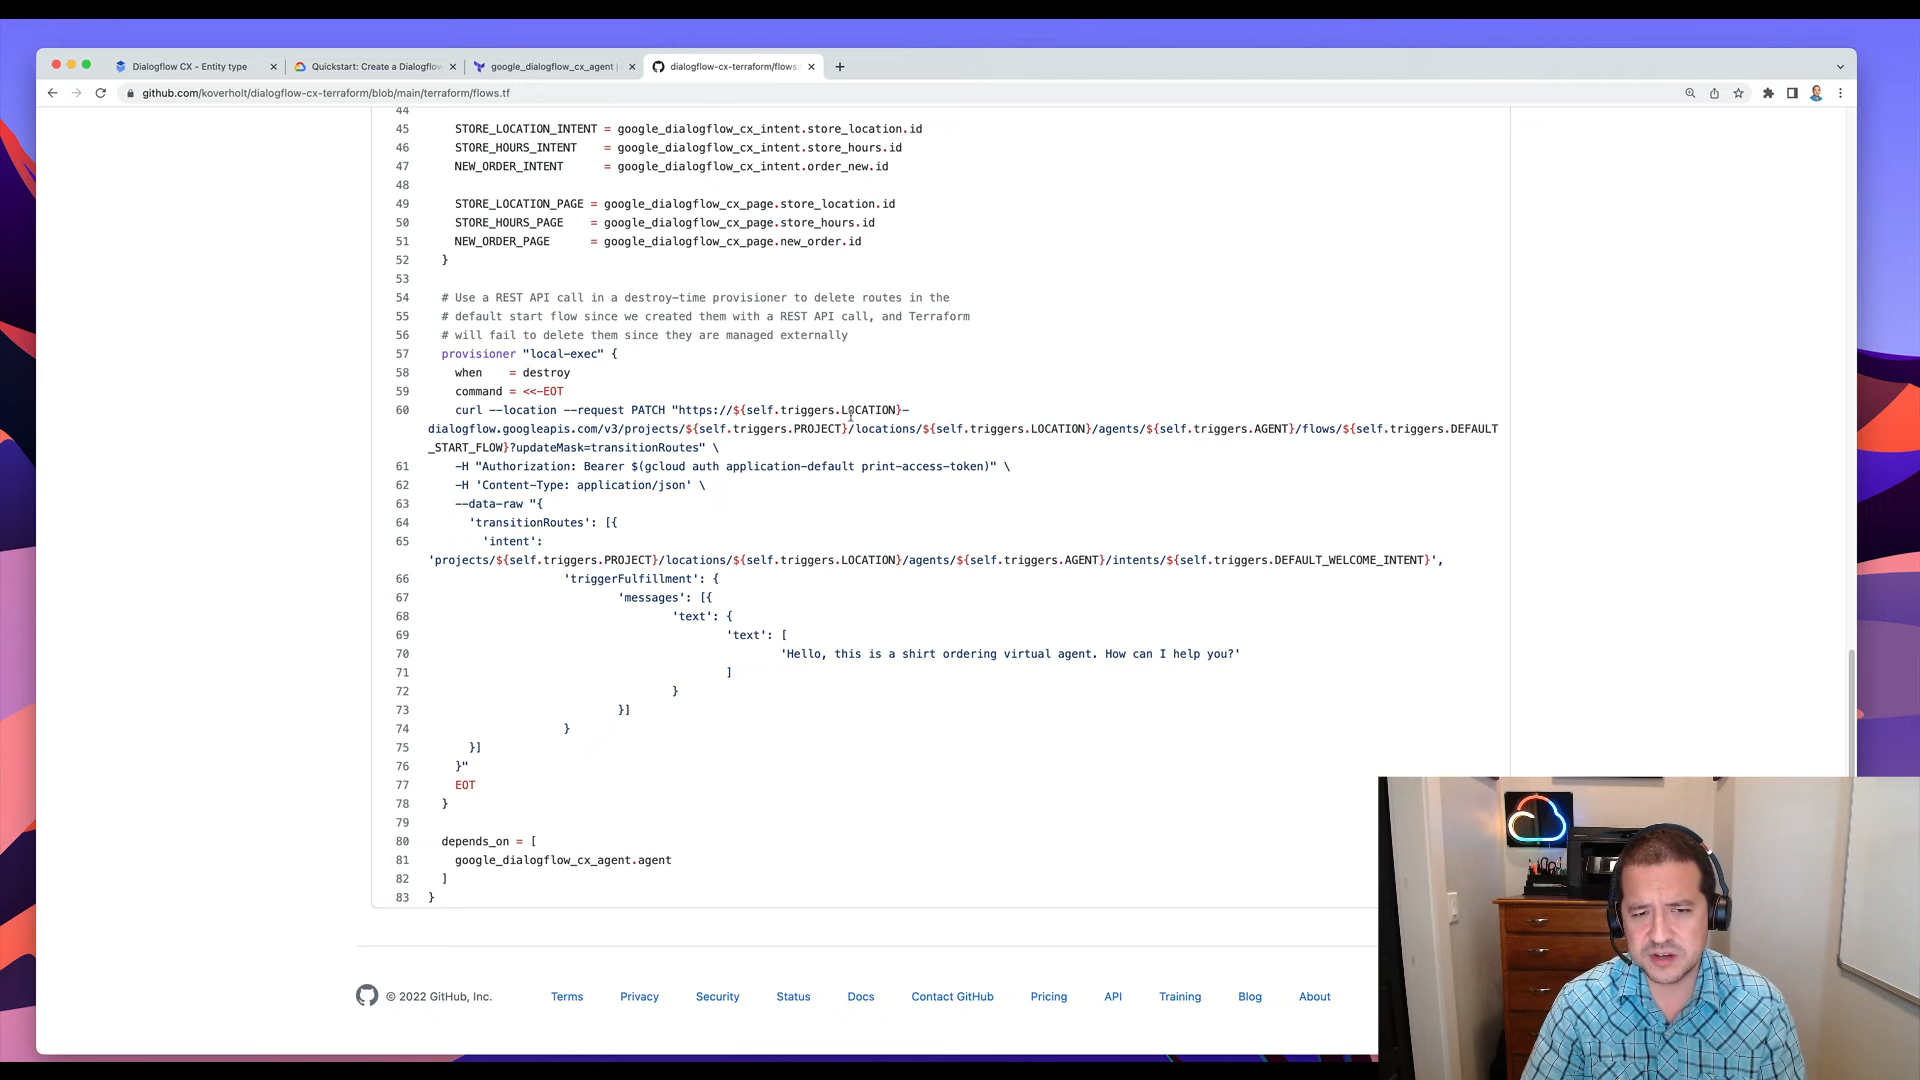 Dialogflow CX - Entity type
Quickstart: Create a Dialogflow
google_dialogflow_cx_agent |
dialogflow-cx-terraform/flows.
github.com/koverholt/dialogflow-cx-terraform/blob/main/terraform/flows.tf
44
45 STORE_LOCATION_INTENT = google_dialogflow_cx_intent.store_location.id
46 STORE_HOURS_INTENT    = google_dialogflow_cx_intent.store_hours.id
47 NEW_ORDER_INTENT      = google_dialogflow_cx_intent.order_new.id
48
49 STORE_LOCATION_PAGE = google_dialogflow_cx_page.store_location.id
50 STORE_HOURS_PAGE    = google_dialogflow_cx_page.store_hours.id
51 NEW_ORDER_PAGE      = google_dialogflow_cx_page.new_order.id
52 }
53
54 # Use a REST API call in a destroy-time provisioner to delete routes in the
55 # default start flow since we created them with a REST API call, and Terraform
56 # will fail to delete them since they are managed externally
57 provisioner "local-exec" {
58 when    = destroy
59 command = <<-EOT
60 curl --location --request PATCH "https://${self.triggers.LOCATION}-
dialogflow.googleapis.com/v3/projects/${self.triggers.PROJECT}/locations/${self.triggers.LOCATION}/agents/${self.triggers.AGENT}/flows/${self.triggers.DEFAULT
_START_FLOW}?updateMask=transitionRoutes" \
61 -H "Authorization: Bearer $(gcloud auth application-default print-access-token)" \
62 -H 'Content-Type: application/json' \
63 --data-raw "{
64 'transitionRoutes': [{
65 'intent':
'projects/${self.triggers.PROJECT}/locations/${self.triggers.LOCATION}/agents/${self.triggers.AGENT}/intents/${self.triggers.DEFAULT_WELCOME_INTENT}',
66 'triggerFulfillment': {
67 'messages': [{
68 'text': {
69 'text': [
70 'Hello, this is a shirt ordering virtual agent. How can I help you?'
71 ]
72 }
73 }]
74 }
75 }]
76 }"
77 EOT
78 }
79
80 depends_on = [
81 google_dialogflow_cx_agent.agent
82 ]
83 }
© 2022 GitHub, Inc. Terms Privacy Security Status Docs Contact GitHub Pricing API Training Blog About